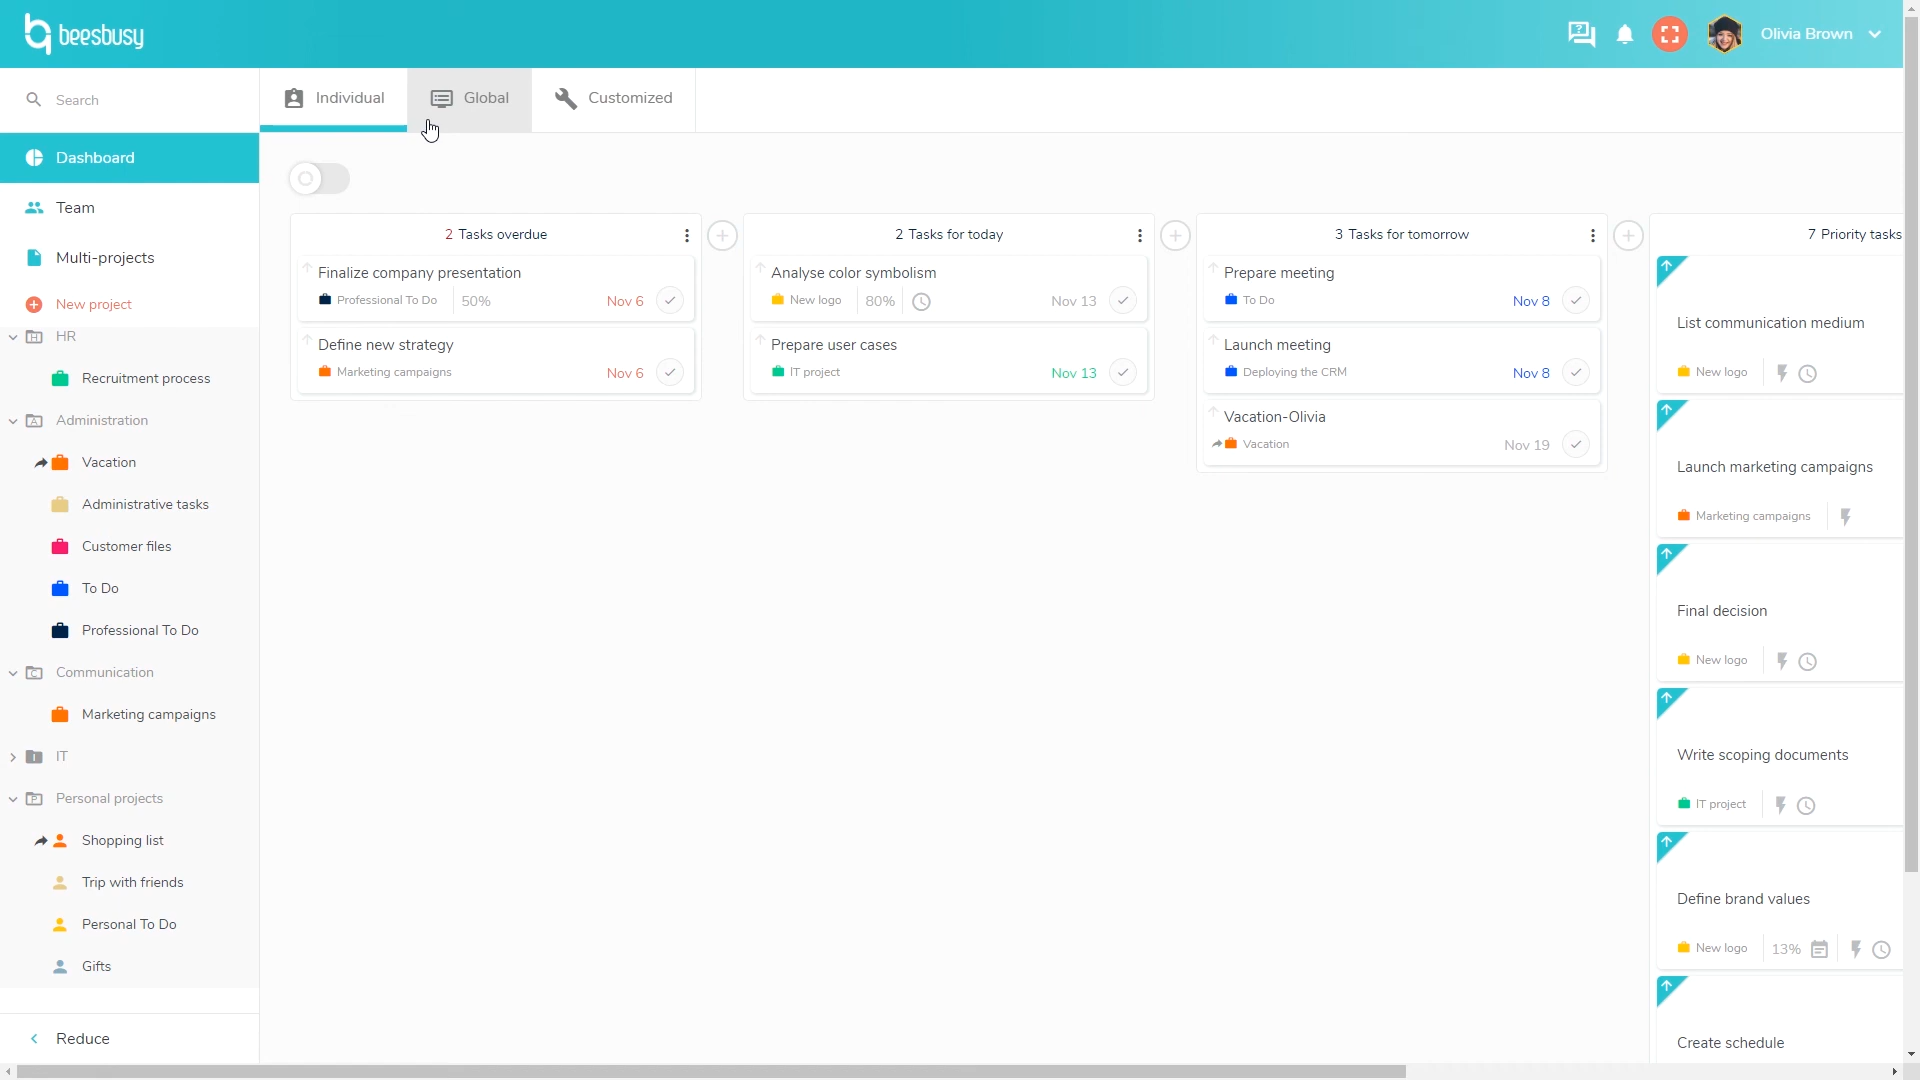 beesbusy
Olivia Brown
Search
Individual
Global
Customized
Dashboard
Team
Multi-projects
New project
HR
Recruitment process
Administration
Vacation
Administrative tasks
Customer files
To Do
Professional To Do
Communication
Marketing campaigns
IT
Personal projects
Shopping list
Trip with friends
Personal To Do
Gifts
Reduce
2 Tasks overdue
Finalize company presentation
Professional To Do 50% Nov 6
Define new strategy
Marketing campaigns Nov 6
2 Tasks for today
Analyse color symbolism
New logo 80% Nov 13
Prepare user cases
IT project Nov 13
3 Tasks for tomorrow
Prepare meeting
To Do Nov 8
Launch meeting
Deploying the CRM Nov 8
Vacation-Olivia
Vacation Nov 19
7 Priority tasks
List communication medium
New logo
Launch marketing campaigns
Marketing campaigns
Final decision
New logo
Write scoping documents
IT project
Define brand values
New logo 13%
Create schedule